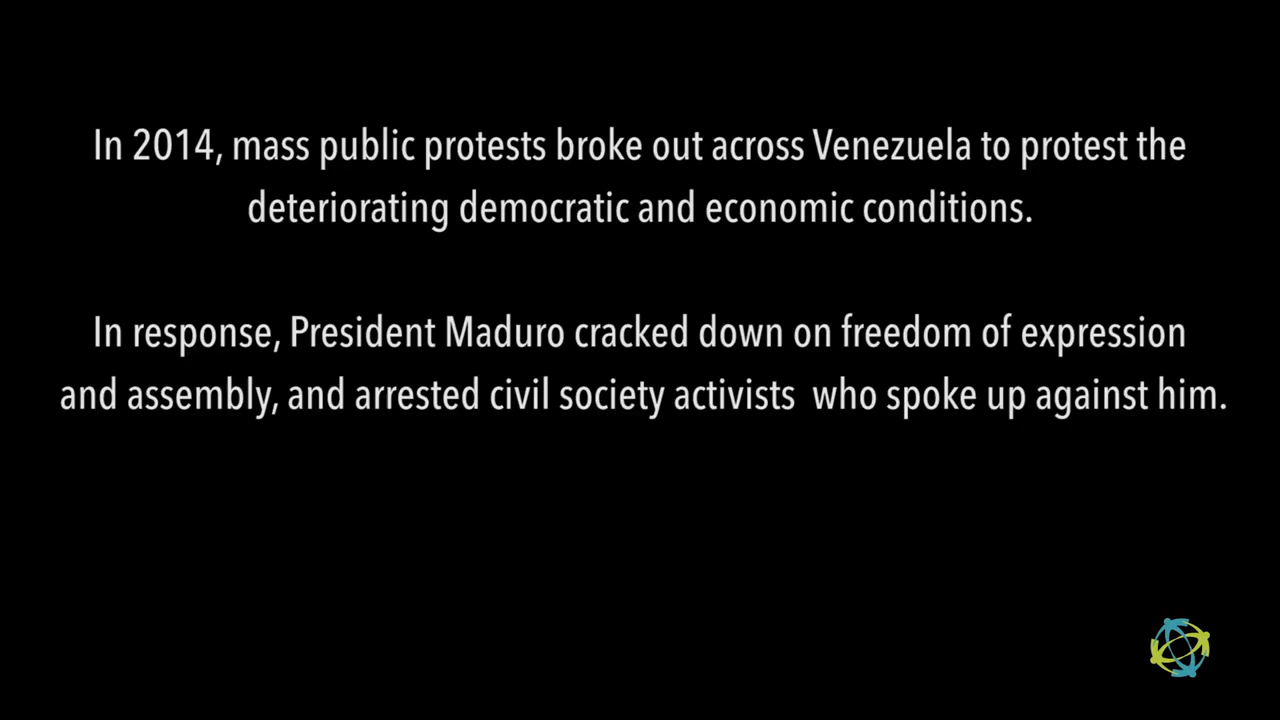 In 2014, mass public protests broke out across Venezuela to protest the
deteriorating democratic and economic conditions.
In response, President Maduro cracked down on freedom of expression
and assembly, and arrested civil society activists  who spoke up against him.